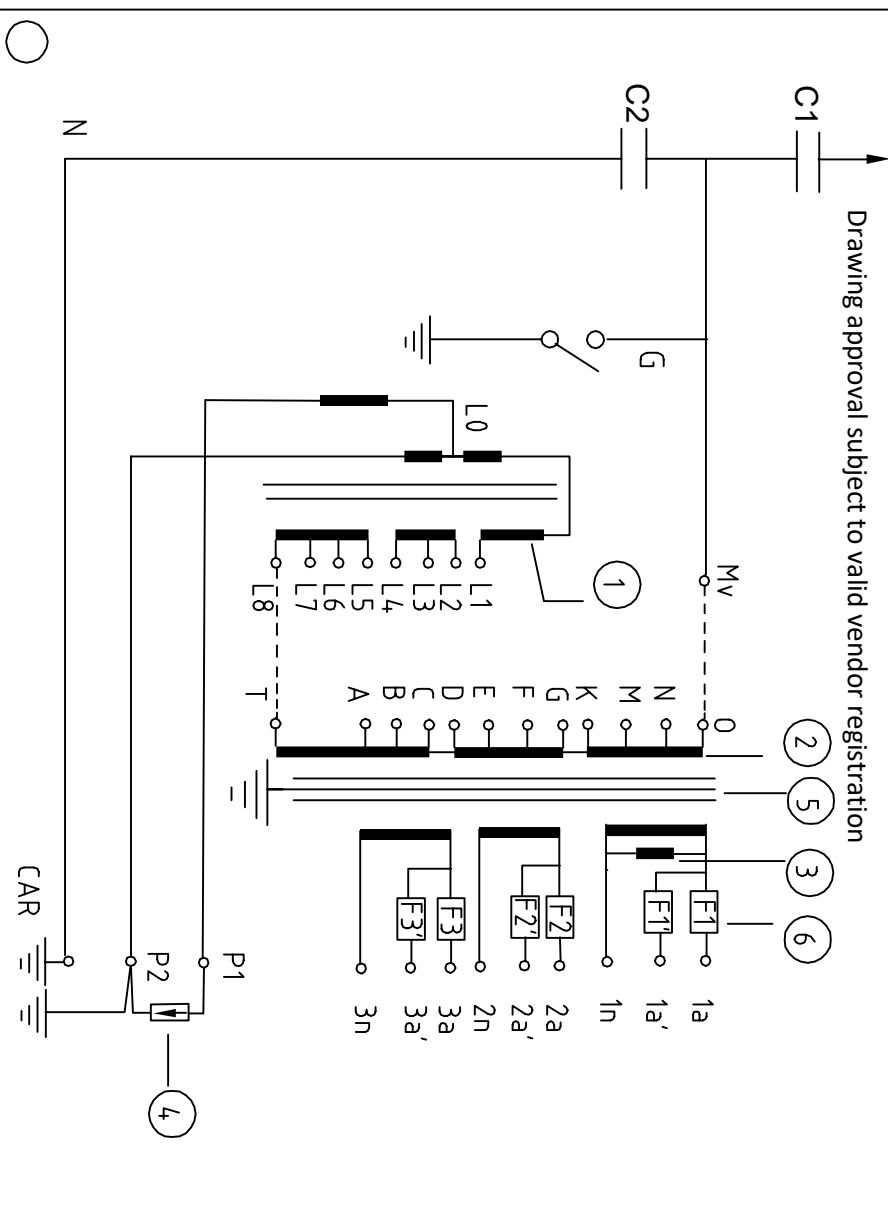 Drawing approval subject to valid vendor registration
C1
C2
N
G
Mv
L0
L1
L2
L3
L4
L5
L6
L7
L8
1
O
N
M
K
G
F
E
D
C
B
A
T
2
5
3
6
F1
F1'
F2
F2'
F3
F3'
1a
1a'
1n
2a
2a'
2n
3a
3a'
3n
P1
P2
CAR
4